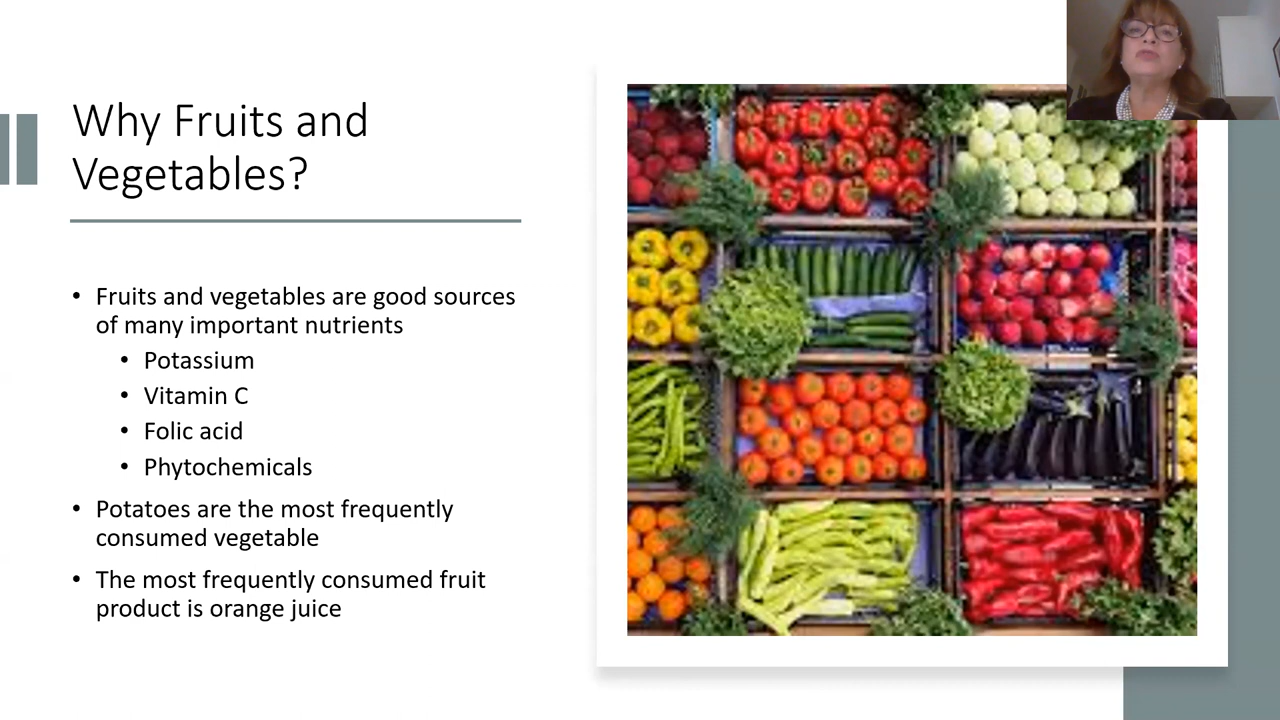 Why Fruits and
Vegetables?
• Fruits and vegetables are good sources
of many important nutrients
• Potassium
• Vitamin C
• Folic acid
• Phytochemicals
• Potatoes are the most frequently
consumed vegetable
• The most frequently consumed fruit
product is orange juice